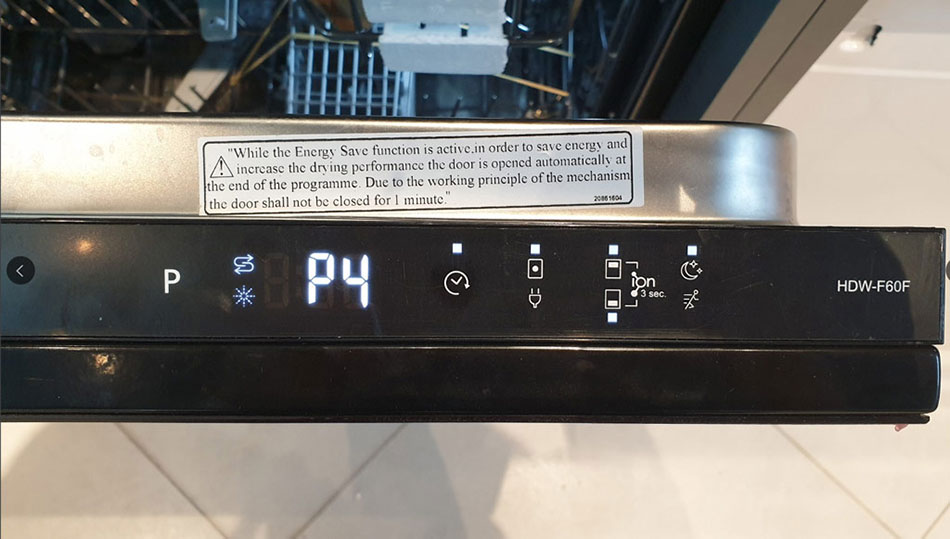 "While the Energy Save function is active,in order to save energy and
increase the drying performance the door is opened automatically at
the end of the programme. Due to the working principle of the mechanism
the door shall not be closed for 1 minute."
20861604
P
P4
ion
3 sec.
HDW-F60F